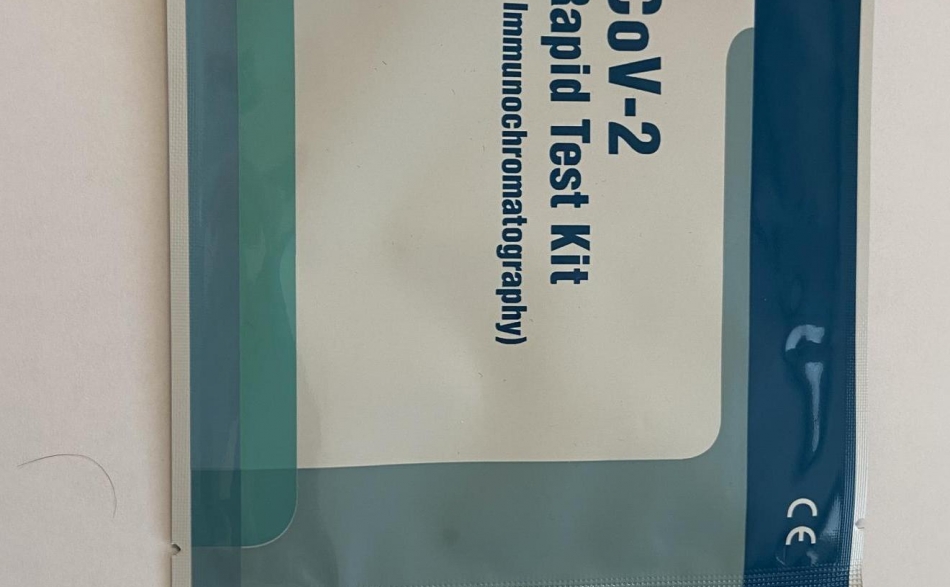 CoV-2
Rapid Test Kit
Immunochromatography)
CE